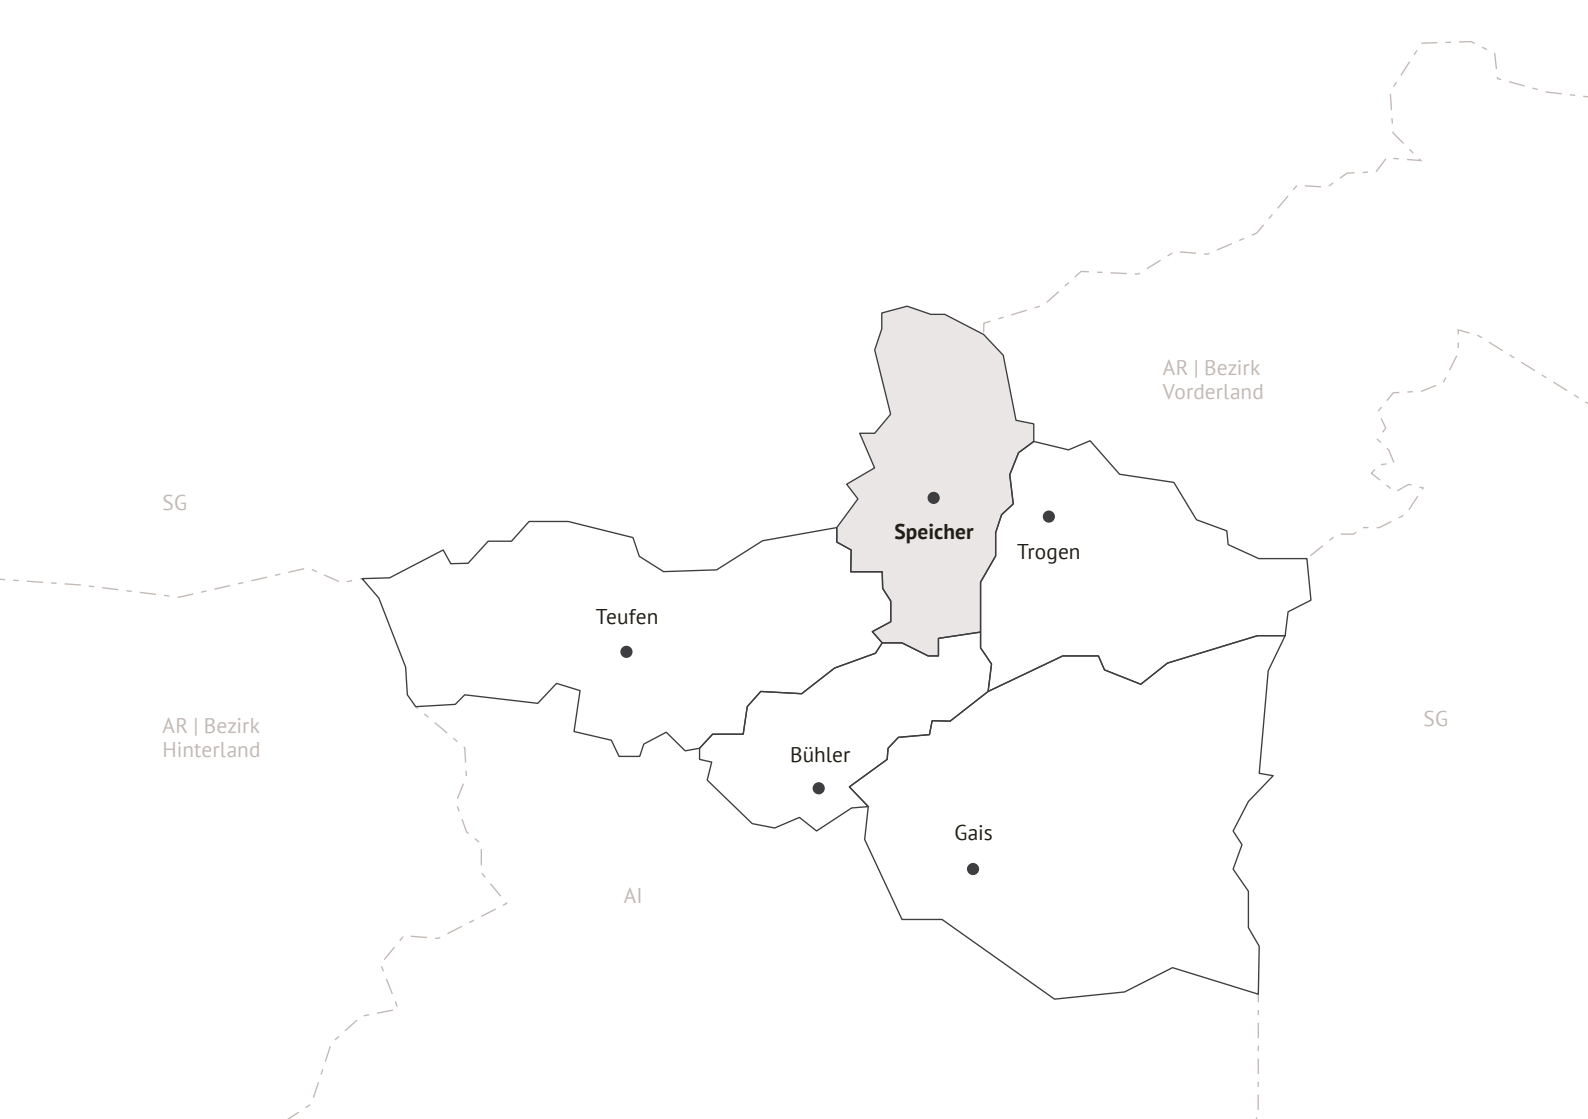 AR | Bezirk
Vorderland
SG
Speicher
Trogen
Teufen
SG
AR | Bezirk
Hinterland
Bühler
Gais
AI